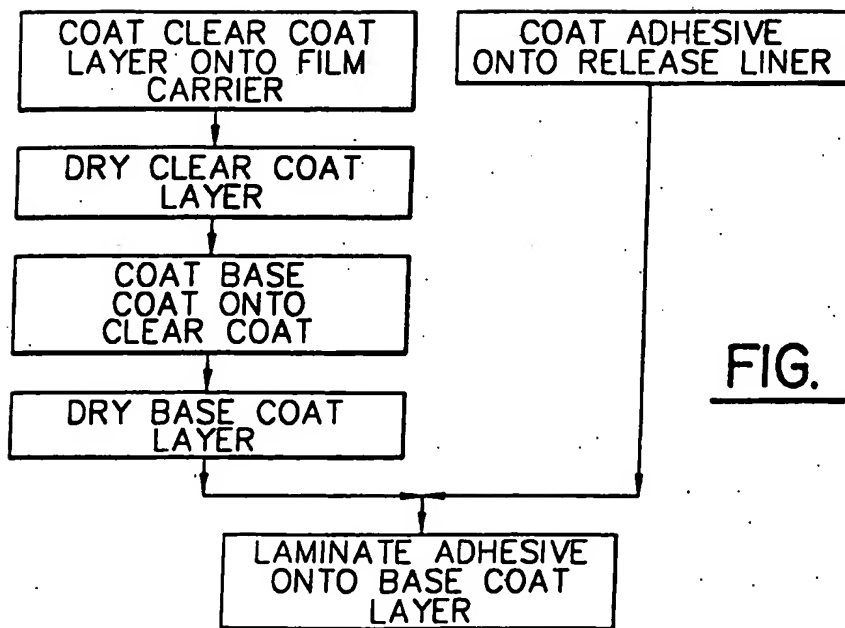 COAT CLEAR COAT
LAYER ONTO FILM
CARRIER
COAT ADHESIVE
ONTO RELEASE LINER
DRY CLEAR COAT
LAYER
COAT BASE
COAT ONTO
CLEAR COAT
DRY BASE COAT
LAYER
FIG.
LAMINATE ADHESIVE
ONTO BASE COAT
LAYER